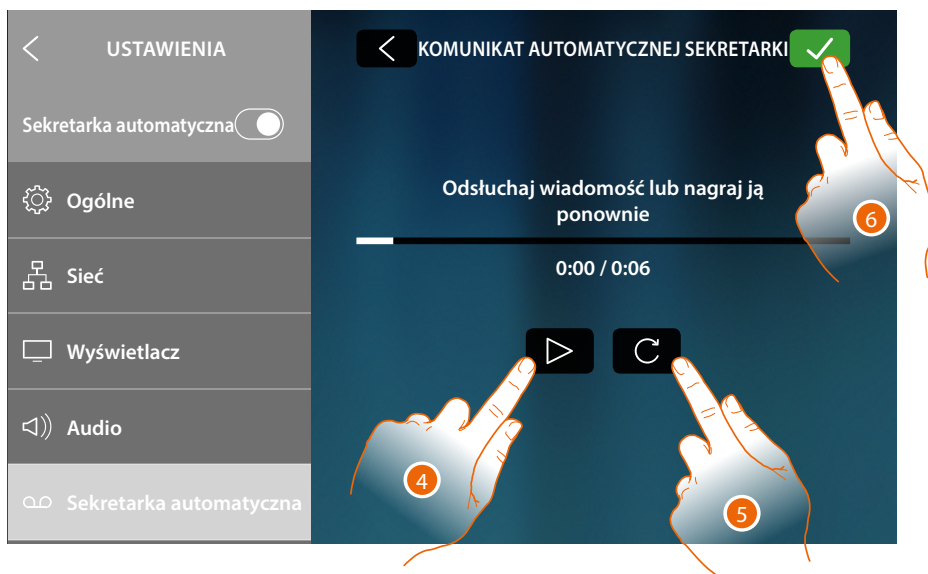 USTAWIENIA
Sekretarka automatyczna
Ogólne
Sieć
Wyświetlacz
Audio
Sekretarka automatyczna
KOMUNIKAT AUTOMATYCZNEJ SEKRETARKI
Odsłuchaj wiadomość lub nagraj ją
ponownie
0:00 / 0:06
4
5
6